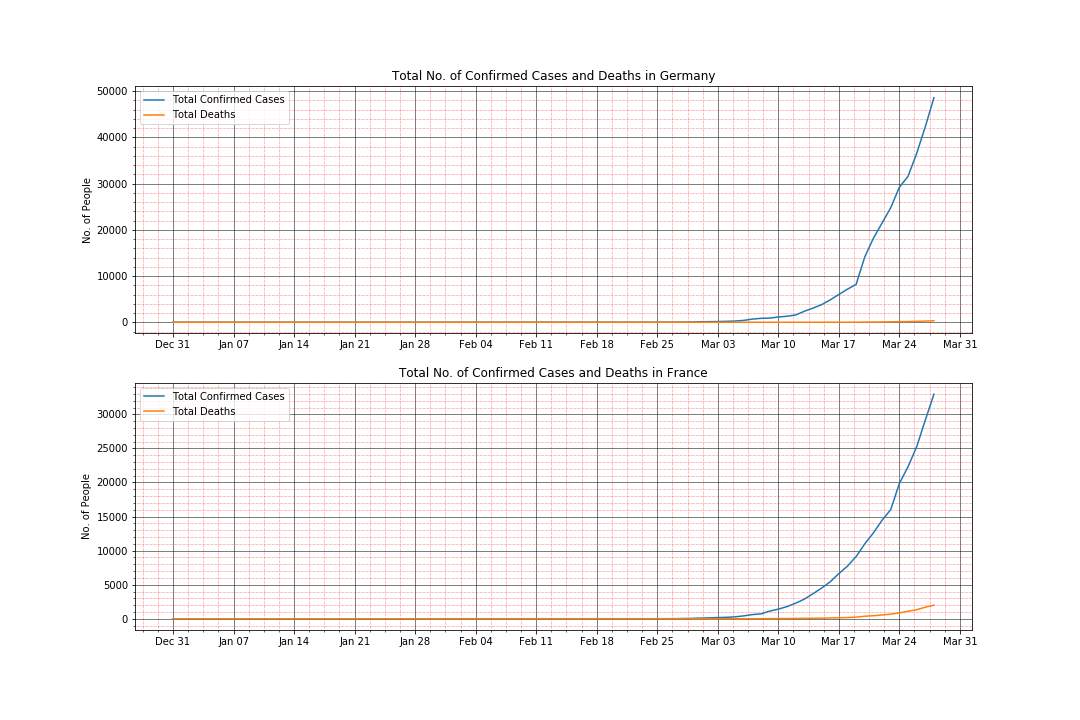 Total No. of Confirmed Cases and Deaths in Germany
Total Confirmed Cases
Total Deaths
No. of People
50000
40000
30000
20000
10000
0
Dec 31 Jan 07 Jan 14 Jan 21 Jan 28 Feb 04 Feb 11 Feb 18 Feb 25 Mar 03 Mar 10 Mar 17 Mar 24 Mar 31
Total No. of Confirmed Cases and Deaths in France
Total Confirmed Cases
Total Deaths
No. of People
30000
25000
20000
15000
10000
5000
0
Dec 31 Jan 07 Jan 14 Jan 21 Jan 28 Feb 04 Feb 11 Feb 18 Feb 25 Mar 03 Mar 10 Mar 17 Mar 24 Mar 31